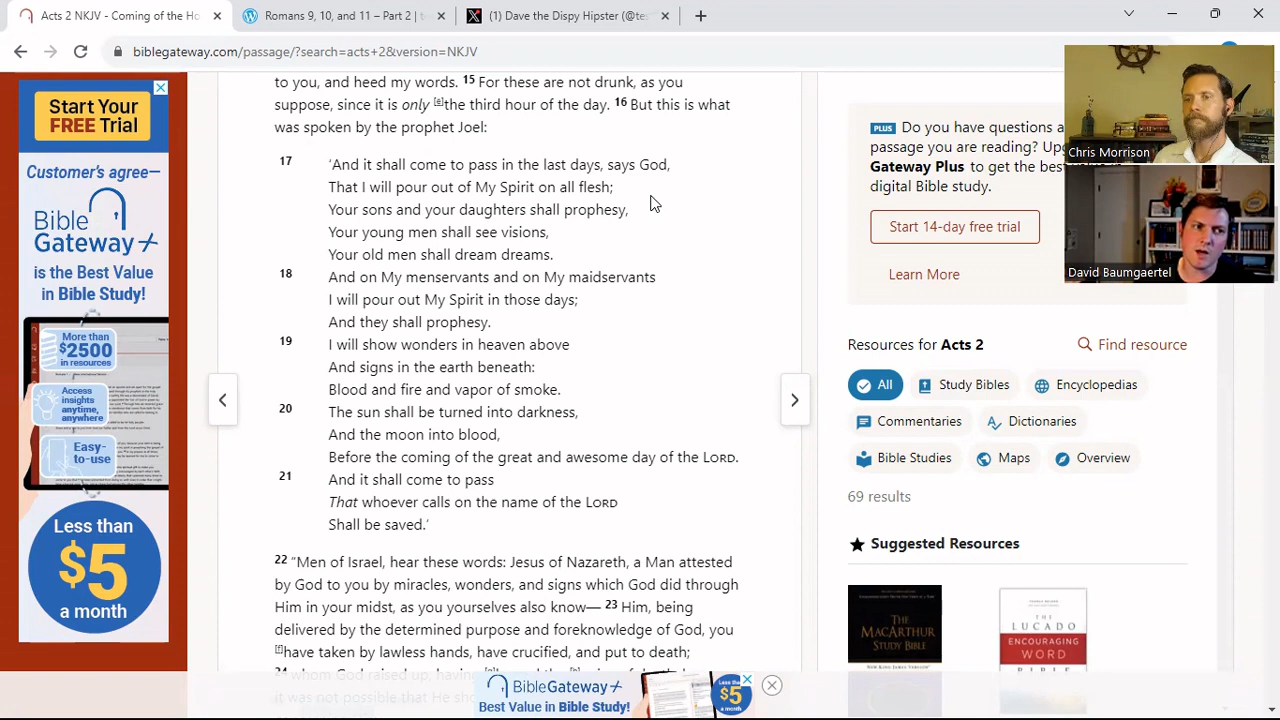 Acts 2 NKJV - Coming of the Ho
Romans 9, 10, and 11 – Part 2 |
(1) Dake the Dispy Hipster (@te
biblegateway.com/passage/?search=acts+2&version=NKJV
Start Your
FREE Trial
Customer's agree—
Bible
Gateway+
is the Best Value
in Bible Study!
More than
$2500
in resources
Access
insights
anytime,
anywhere
Easy-
to-use
Less than
$5
a month
to you, and heed my words. 15 For these are not drunk, as you
suppose, since it is only [e]the third hour of the day. 16 But this is what
was spoken by the prophet Joel:
17 ‘And it shall come to pass in the last days, says God,
That I will pour out of My Spirit on all flesh;
Your sons and your daughters shall prophesy,
Your young men shall see visions,
Your old men shall dream dreams.
18 And on My menservants and on My maidservants
I will pour out My Spirit in those days;
And they shall prophesy.
19 I will show wonders in heaven above
And signs in the earth beneath:
Blood and fire and vapor of smoke.
20 The sun shall be turned into darkness,
And the moon into blood,
Before the coming of the great and awesome day of the LORD.
21 And it shall come to pass
That whoever calls on the name of the LORD
Shall be saved.’
22 “Men of Israel, hear these words: Jesus of Nazareth, a Man attested
by God to you by miracles, wonders, and signs which God did through
Him in your midst, as you yourselves also know— 23 Him, being
delivered by the determined purpose and foreknowledge of God, you
have taken by lawless hands, have crucified, and put to death;
24
it was not possible that He sho
PLUS Do you have questions a
passage you are reading? Up
Gateway Plus to get the best
digital Bible study.
Start 14-day free trial
Learn More
Resources for Acts 2
Find resource
All
Study Bibles
Encyclopedias
Commentaries
Dictionaries
Bible Studies
Maps
Overview
69 results
Suggested Resources
THE
MACARTHUR
STUDY BIBLE
THE
LUCADO
ENCOURAGING
WORD
BIBLE
BibleGateway+
Best Value in Bible Study!
Less than
$5
a month
Chris Morrison
David Baumgaertel